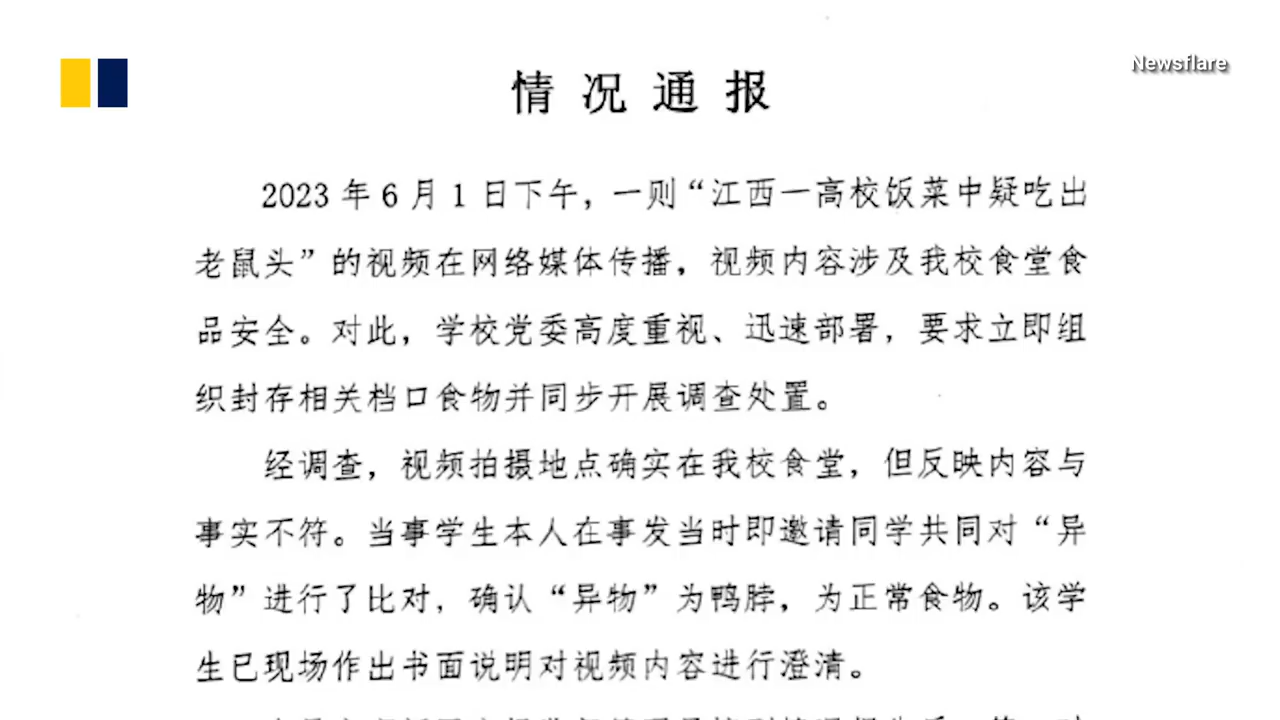 Newsflare
情况通报
2023年6月1日下午，一则“江西一高校饭菜中疑吃出
老鼠头”的视频在网络媒体传播，视频内容涉及我校食堂食
品安全。对此，学校党委高度重视、迅速部署，要求立即组
织封存相关档口食物并同步开展调查处置。
经调查，视频拍摄地点确实在我校食堂，但反映内容与
事实不符。当事学生本人在事发当时即邀请同学共同对“异
物”进行了比对，确认“异物”为鸭脖，为正常食物。该学
生已现场作出书面说明对视频内容进行澄清。